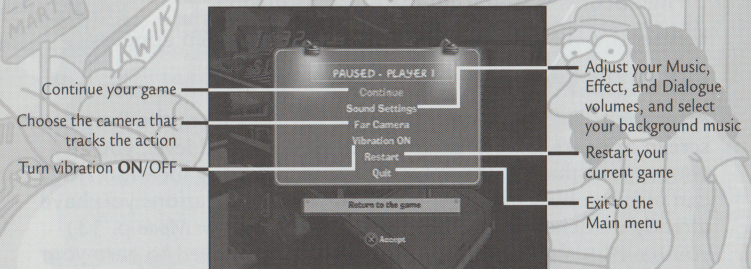 KWIK
MART
Continue your game
Choose the camera that
tracks the action
Turn vibration ON/OFF
PAUSED - PLAYER 1
Continue
Sound Settings
Far Camera
Vibration ON
Restart
Quit
Return to the game
Accept
Adjust your Music,
Effect, and Dialogue
volumes, and select
your background music
Restart your
current game
Exit to the
Main menu